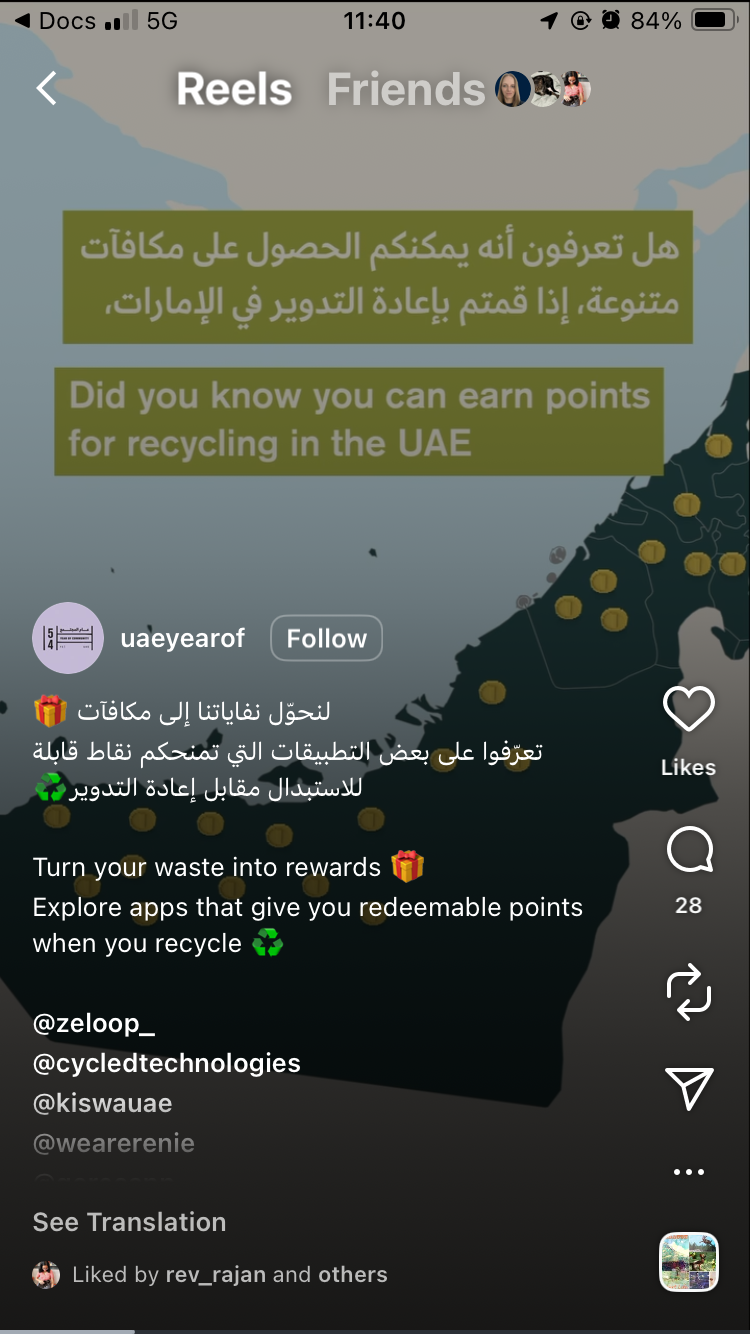 Docs 5G 11:40 84%
Reels Friends
هل تعرفون أنه يمكنكم الحصول على مكافآت
متنوعة، إذا قمتم بإعادة التدوير في الإمارات،
Did you know you can earn points
for recycling in the UAE
54
uaeyearof Follow
لنحوّل نفاياتنا إلى مكافآت 🎁
تعرّفوا على بعض التطبيقات التي تمنحكم نقاط قابلة
للاستبدال مقابل إعادة التدوير♻️
Likes
Turn your waste into rewards 🎁
Explore apps that give you redeemable points
28
when you recycle ♻️
@zeloop_
@cycledtechnologies
@kiswauae
@wearerenie
See Translation
Liked by rev_rajan and others